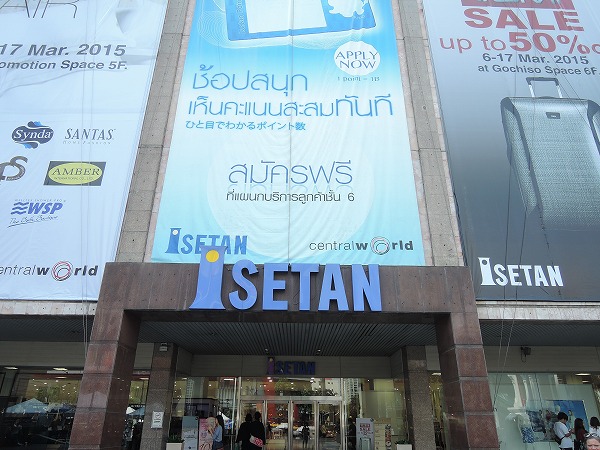 AIR
17 Mar. 2015
Promotion Space 5F.
Synda
SANTAS
AMBER
WSP
centralwOrld
APPLY
NOW
ช้อปสนุก
เห็นคะแนนสะสมทันที
ひと目でわかるポイント数
สมัครฟรี
ที่แผนกบริการลูกค้าชั้น 6
ISETAN
centralwOrld
SALE
up to 50%
6-17 Mar. 2015
at Gochiso Space 6F.
ISETAN
ISETAN
ISETAN